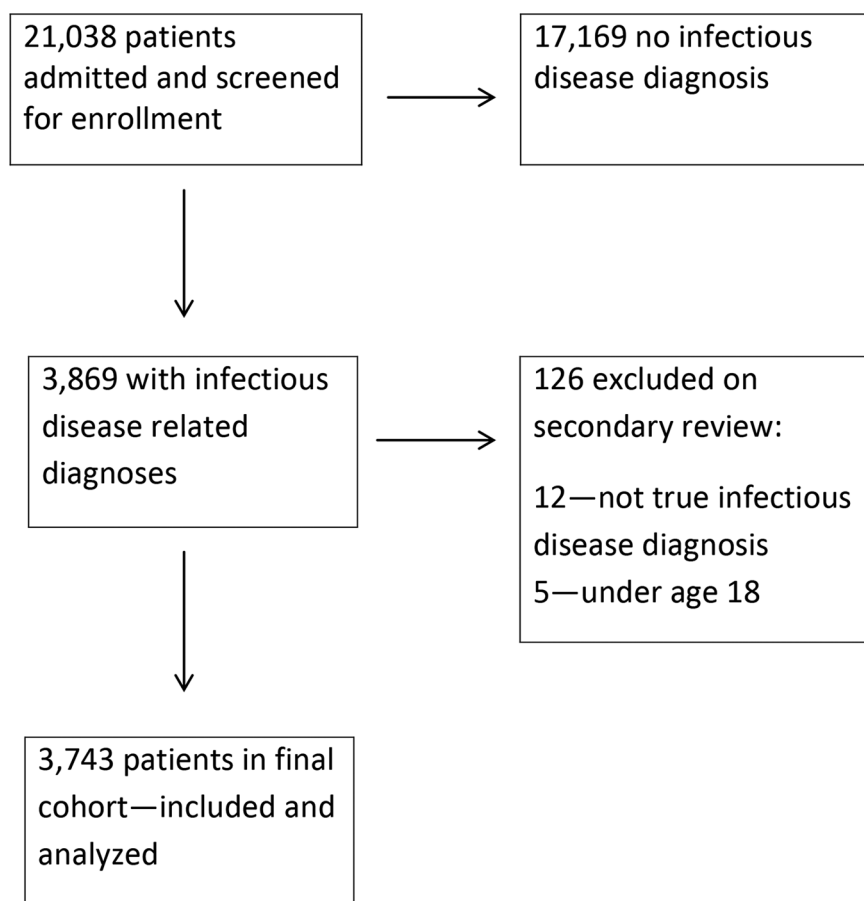 21,038 patients
admitted and screened
for enrollment
17,169 no infectious
disease diagnosis
3,869 with infectious
disease related
diagnoses
126 excluded on
secondary review:
12—not true infectious
disease diagnosis
5—under age 18
3,743 patients in final
cohort—included and
analyzed